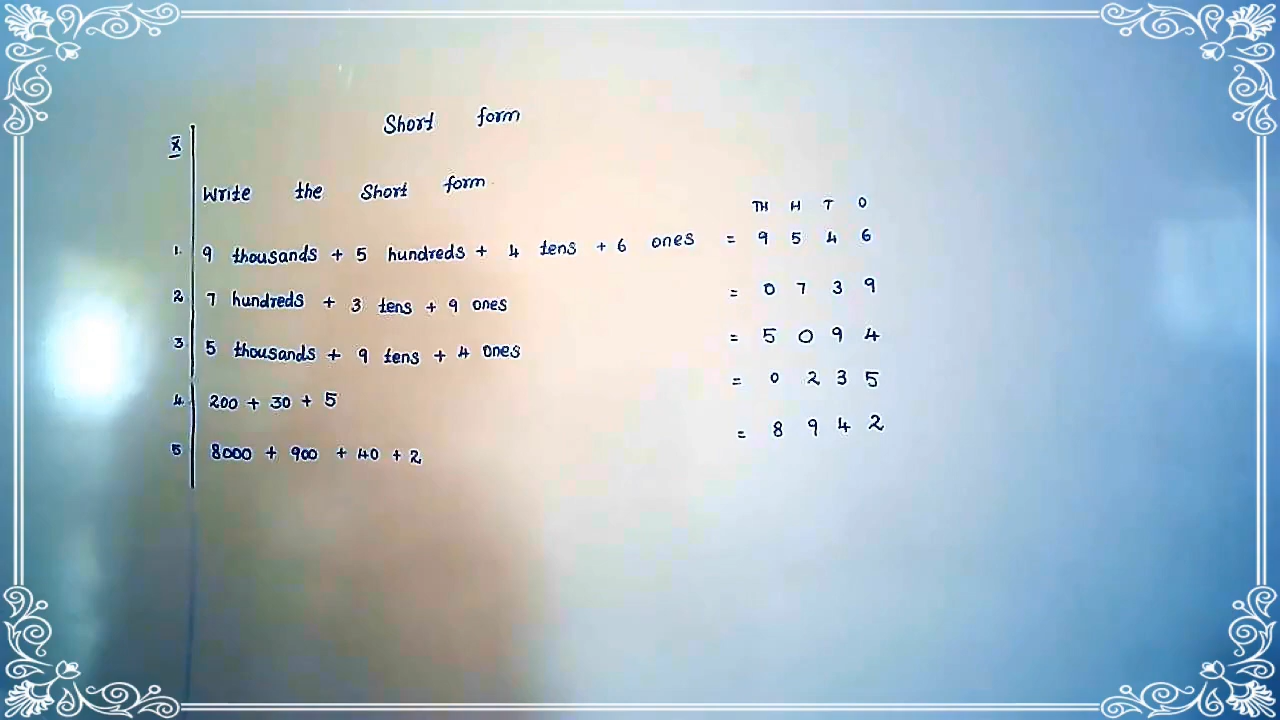 Short form
X
Write the Short form
TH H T O
1. 9 thousands + 5 hundreds + 4 tens + 6 ones = 9 5 4 6
2 7 hundreds + 3 tens + 9 ones = 0 7 3 9
3 5 thousands + 9 tens + 4 ones = 5 0 9 4
4. 200 + 30 + 5 = 0 2 3 5
5 8000 + 900 + 40 + 2 = 8 9 4 2